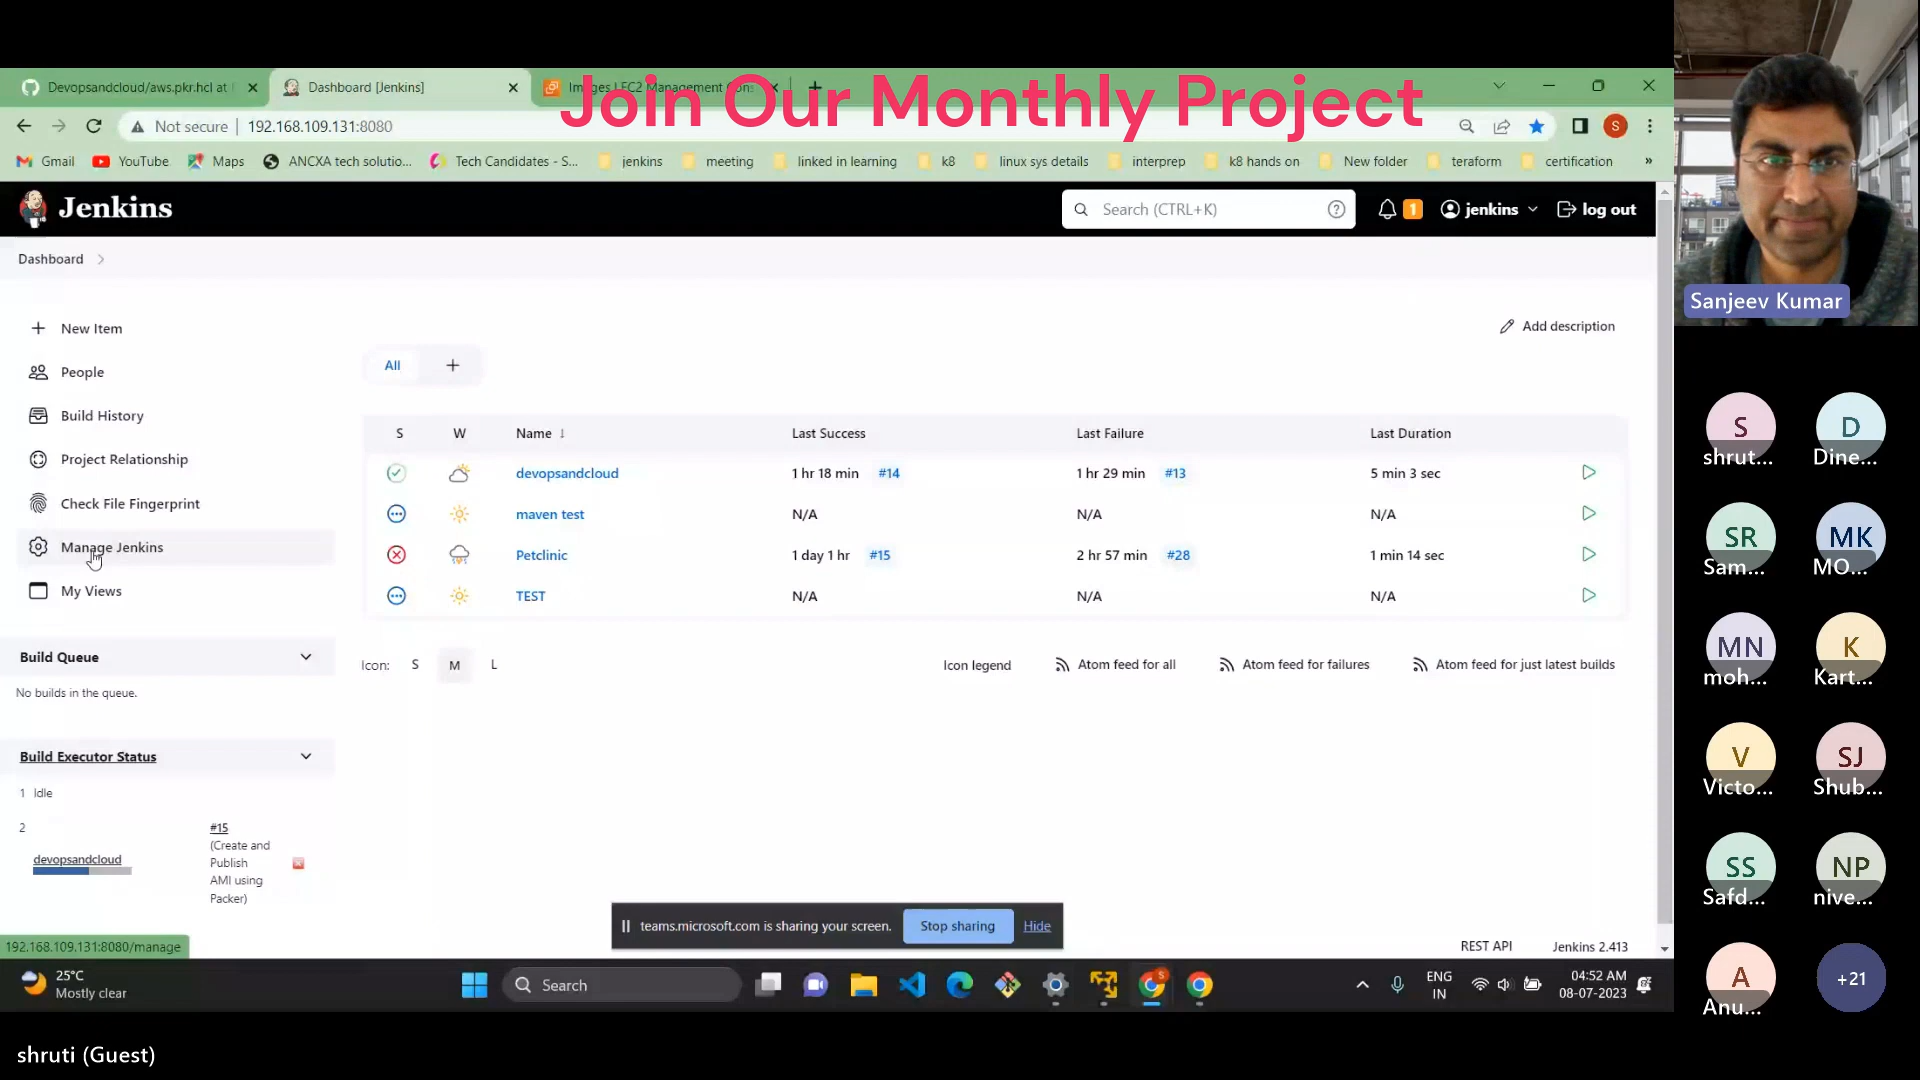 Devopsandcloud/aws.pkr.hcl at
Dashboard [Jenkins]
Join Our Monthly Project
Not secure
192.168.109.131:8080
S
Gmail
YouTube
Maps
ANCXA tech solutio...
Tech Candidates - S...
jenkins
meeting
linked in learning
k8
linux sys details
interprep
k8 hands on
New folder
teraform
certification
»
Jenkins
Search (CTRL+K)
1
jenkins
log out
Dashboard
New Item
People
Build History
Project Relationship
Check File Fingerprint
Manage Jenkins
My Views
Add description
All
S W Name ↓ Last Success Last Failure Last Duration
devopsandcloud 1 hr 18 min #14 1 hr 29 min #13 5 min 3 sec
maven test N/A N/A N/A
Petclinic 1 day 1 hr #15 2 hr 57 min #28 1 min 14 sec
TEST N/A N/A N/A
Icon: S M L
Icon legend
Atom feed for all
Atom feed for failures
Atom feed for just latest builds
Build Queue
No builds in the queue.
Build Executor Status
1 Idle
2
devopsandcloud
#15
(Create and
Publish
AMI using
Packer)
teams.microsoft.com is sharing your screen.
Stop sharing
Hide
REST API
Jenkins 2.413
192.168.109.131:8080/manage
25°C
Mostly clear
Search
ENG
IN
04:52 AM
08-07-2023
shruti (Guest)
Sanjeev Kumar
S
shrut...
D
Dine...
SR
Sam...
MK
MO...
MN
moh...
K
Kart...
V
Victo...
SJ
Shub...
SS
Safd...
NP
nive...
A
Anu...
+21